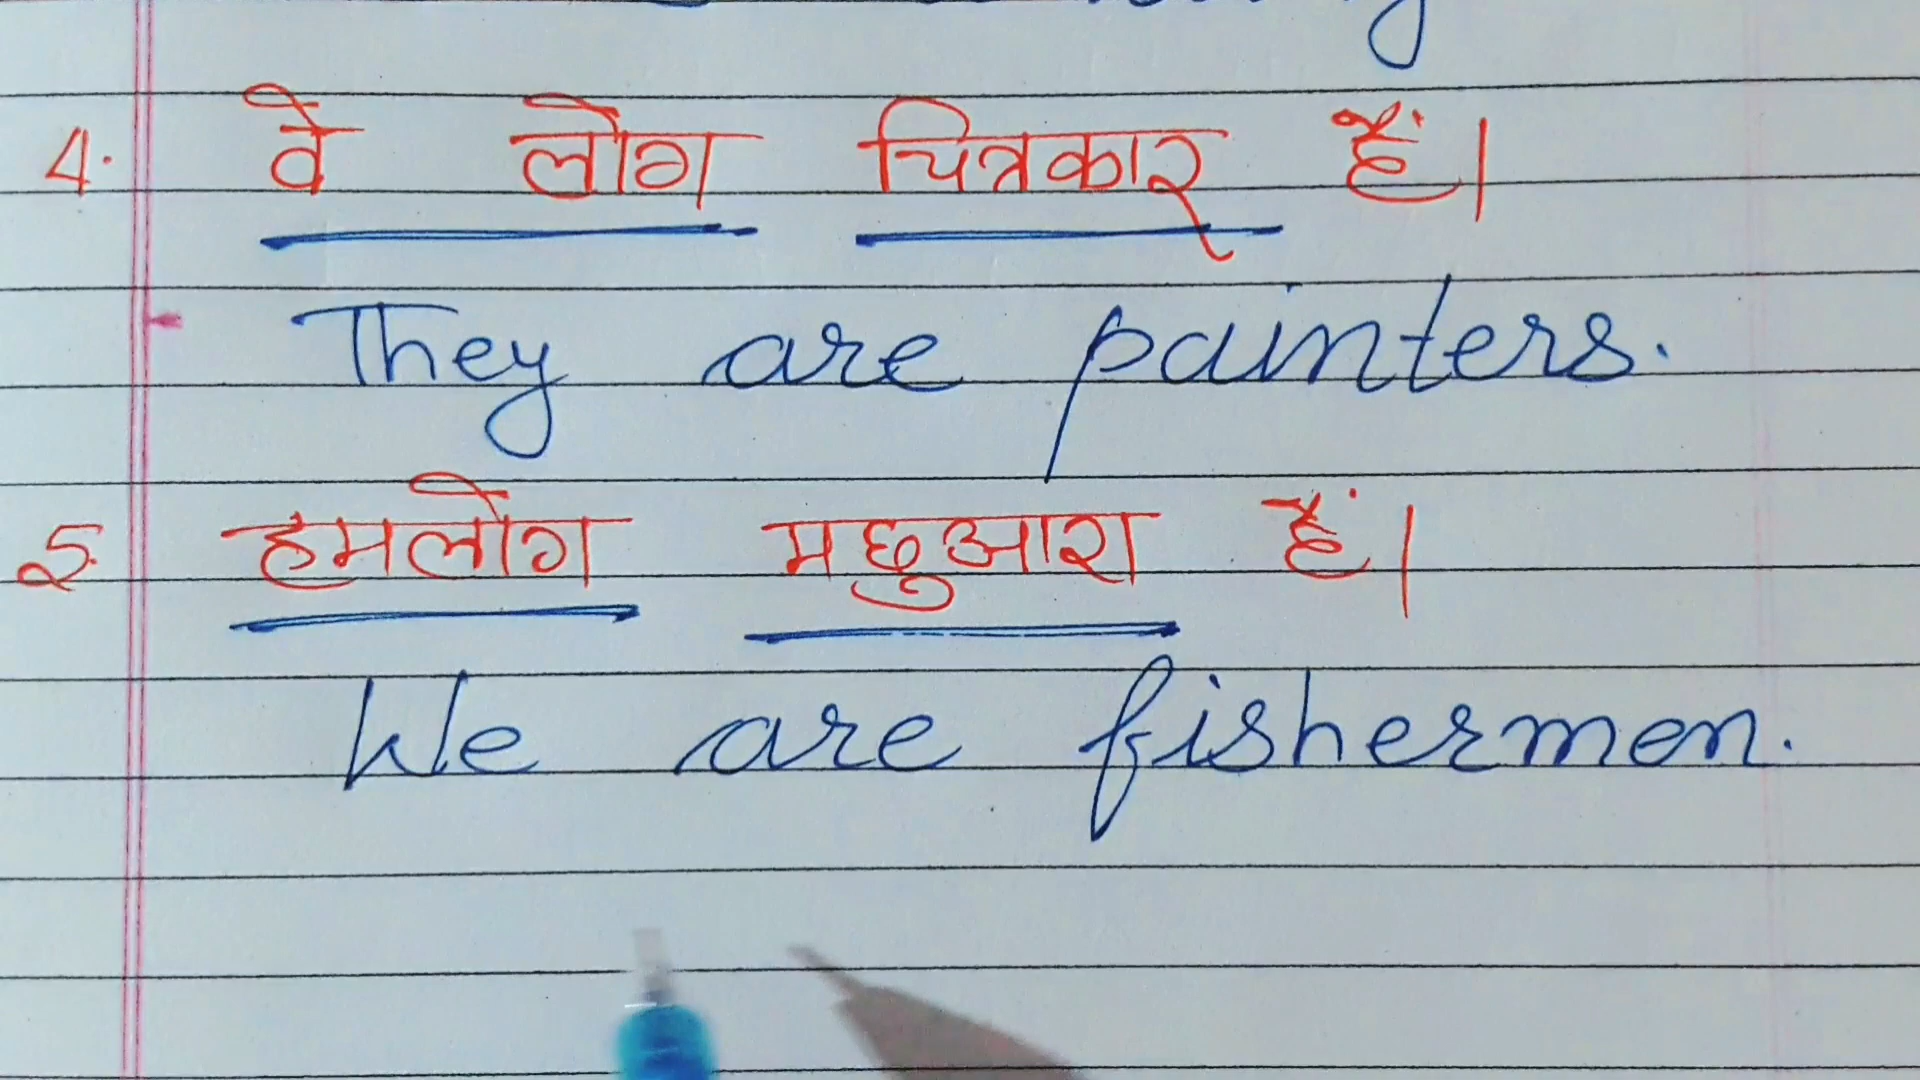 4. वे लोग चित्रकार हैं।
They are painters.
5. हमलोग मछुआरा हैं।
We are fishermen.